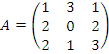 A = (1 3 1
2 0 2
2 1 3)